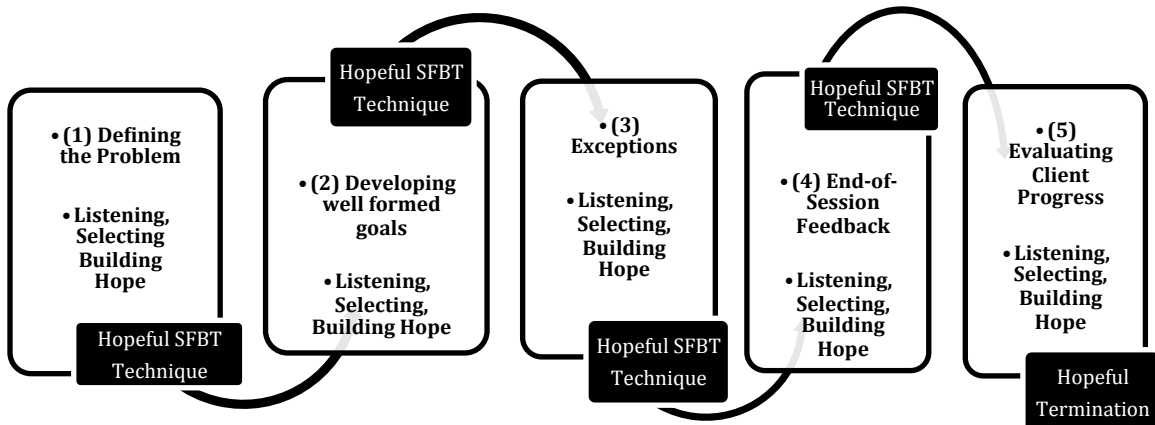 • (1) Defining
the Problem
• Listening,
Selecting
Building
Hope
Hopeful SFBT
Technique
Hopeful SFBT
Technique
• (2) Developing
well formed
goals
• Listening,
Selecting,
Building Hope
• (3)
Exceptions
• Listening,
Selecting,
Building
Hope
Hopeful SFBT
Technique
Hopeful SFBT
Technique
• (4) End-of-
Session
Feedback
• Listening,
Selecting,
Building
Hope
• (5)
Evaluating
Client
Progress
• Listening,
Selecting,
Building
Hope
Hopeful
Termination